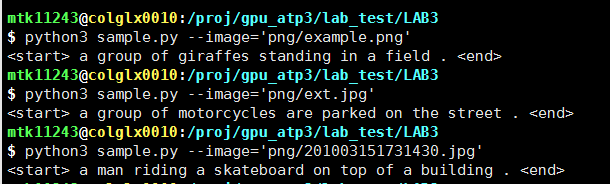 mtk11243@colglx0010:/proj/gpu_atp3/lab_test/LAB3
$ python3 sample.py --image='png/example.png'
<start> a group of giraffes standing in a field . <end>
mtk11243@colglx0010:/proj/gpu_atp3/lab_test/LAB3
$ python3 sample.py --image='png/ext.jpg'
<start> a group of motorcycles are parked on the street . <end>
mtk11243@colglx0010:/proj/gpu_atp3/lab_test/LAB3
$ python3 sample.py --image='png/201003151731430.jpg'
<start> a man riding a skateboard on top of a building . <end>